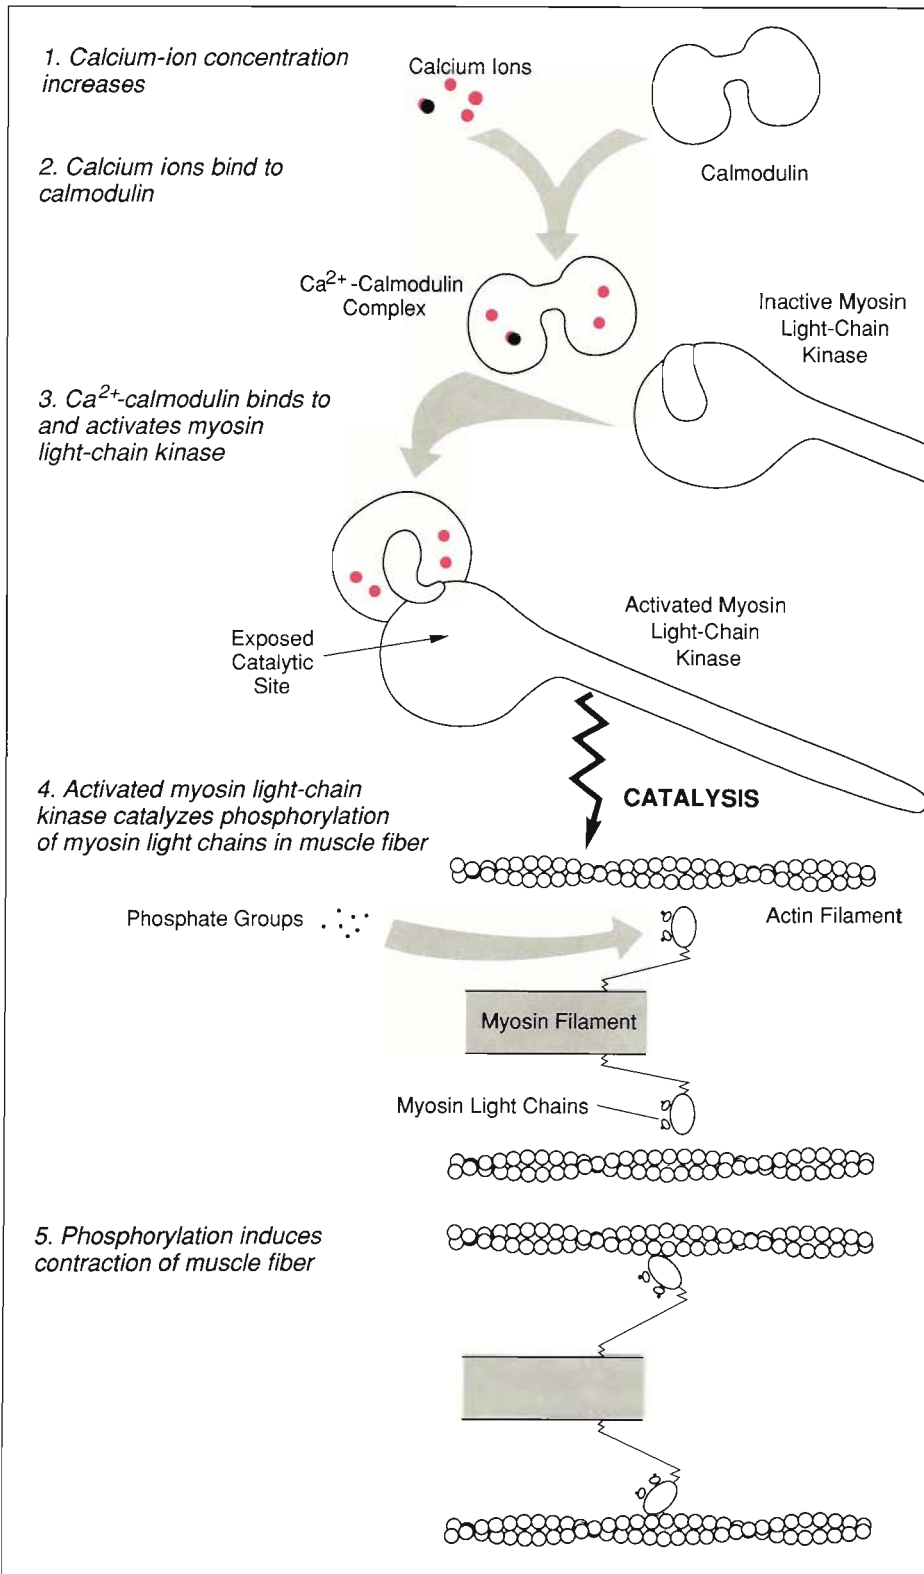 1. Calcium-ion concentration
increases
Calcium Ions
Calmodulin
2. Calcium ions bind to
calmodulin
Ca2+ -Calmodulin
Complex
Inactive Myosin
Light-Chain
Kinase
3. Ca2+-calmodulin binds to
and activates myosin
light-chain kinase
Activated Myosin
Light-Chain
Kinase
Exposed
Catalytic
Site
4. Activated myosin light-chain
kinase catalyzes phosphorylation
of myosin light chains in muscle fiber
CATALYSIS
Phosphate Groups
Actin Filament
Myosin Filament
Myosin Light Chains
5. Phosphorylation induces
contraction of muscle fiber